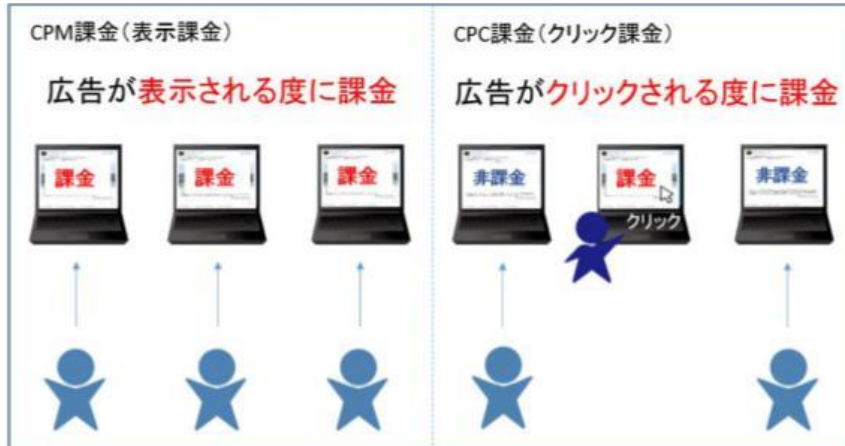 CPM課金(表示課金)
広告が表示される度に課金
課金
課金
課金
CPC課金(クリック課金)
広告がクリックされる度に課金
非課金
課金
クリック
非課金